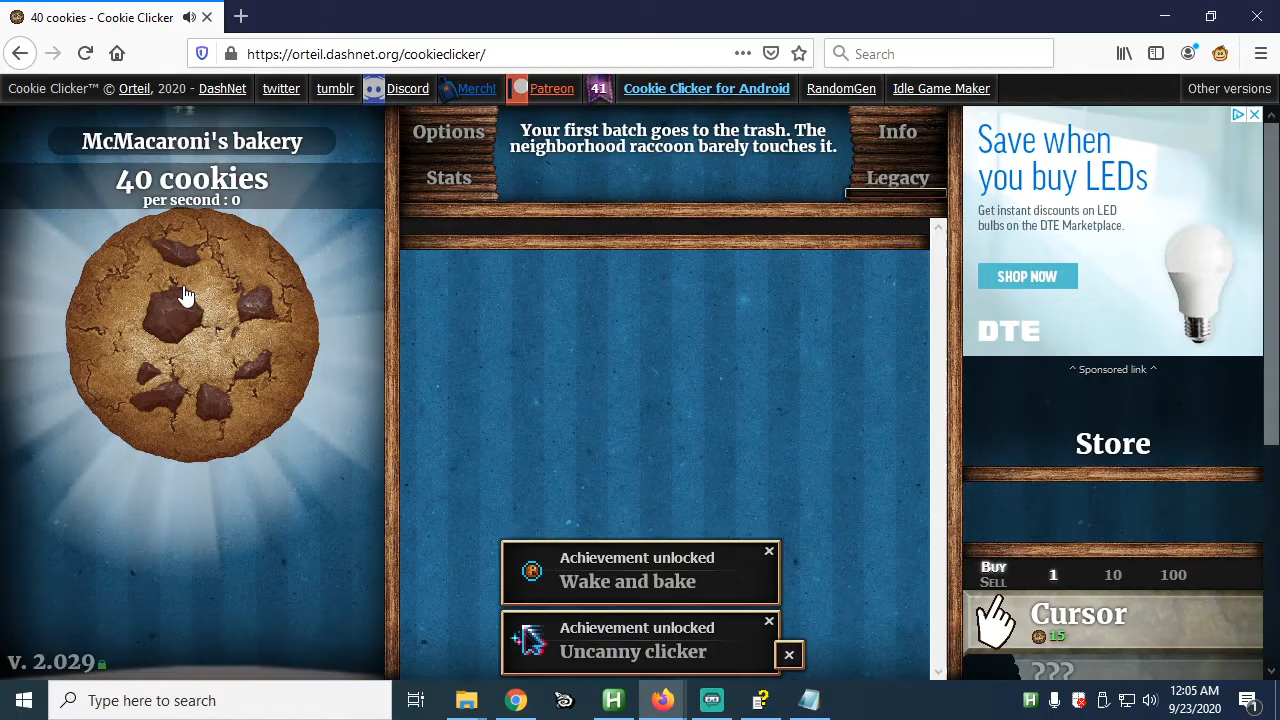 40 cookies - Cookie Clicker
https://orteil.dashnet.org/cookieclicker/
Search
Cookie Clicker™ © Orteil, 2020 - DashNet
twitter
tumblr
Discord
Merch!
Patreon
41
Cookie Clicker for Android
RandomGen
Idle Game Maker
Other versions
McMacaroni's bakery
40 cookies
per second : 0
Options
Stats
Your first batch goes to the trash. The
neighborhood raccoon barely touches it.
Info
Legacy
Save when
you buy LEDs
Get instant discounts on LED
bulbs on the DTE Marketplace.
SHOP NOW
DTE
^ Sponsored link ^
Store
Buy
Sell
1
10
100
Cursor
15
???
Achievement unlocked
Wake and bake
Achievement unlocked
Uncanny clicker
v. 2.029
Type here to search
12:05 AM
9/23/2020
1